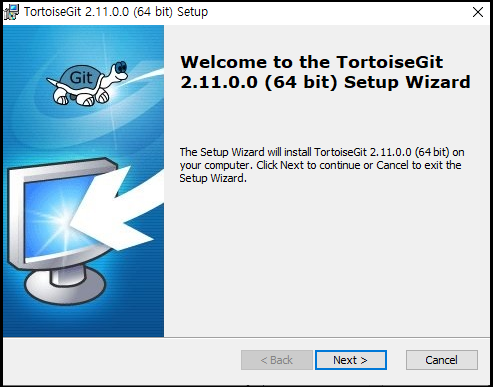 TortoiseGit 2.11.0.0 (64 bit) Setup
Git
Welcome to the TortoiseGit
2.11.0.0 (64 bit) Setup Wizard
The Setup Wizard will install TortoiseGit 2.11.0.0 (64 bit) on
your computer. Click Next to continue or Cancel to exit the
Setup Wizard.
< Back
Next >
Cancel